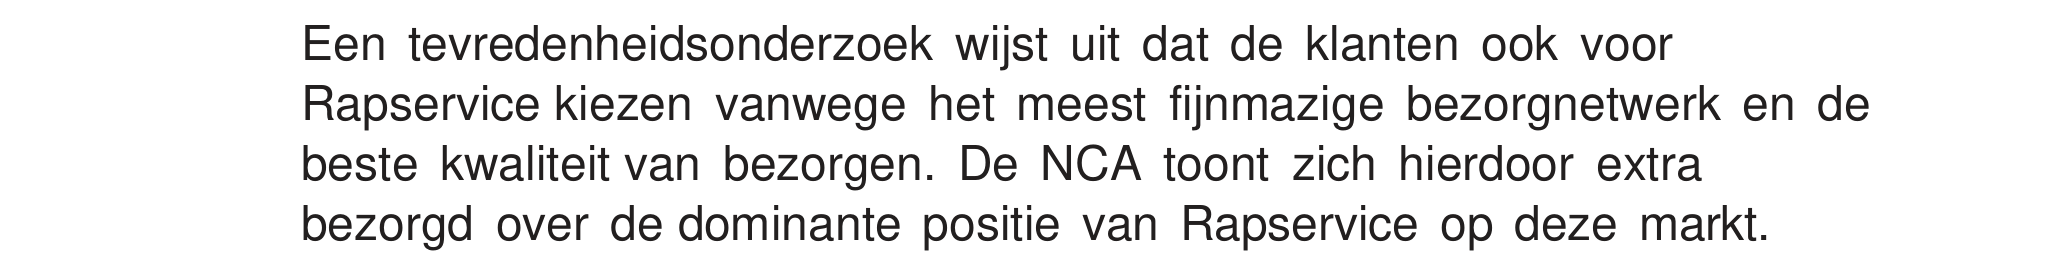 Een tevredenheidsonderzoek wijst uit dat de klanten ook voor
Rapservice kiezen vanwege het meest fijnmazige bezorgnetwerk en de
beste kwaliteit van bezorgen. De NCA toont zich hierdoor extra
bezorgd over de dominante positie van Rapservice op deze markt.